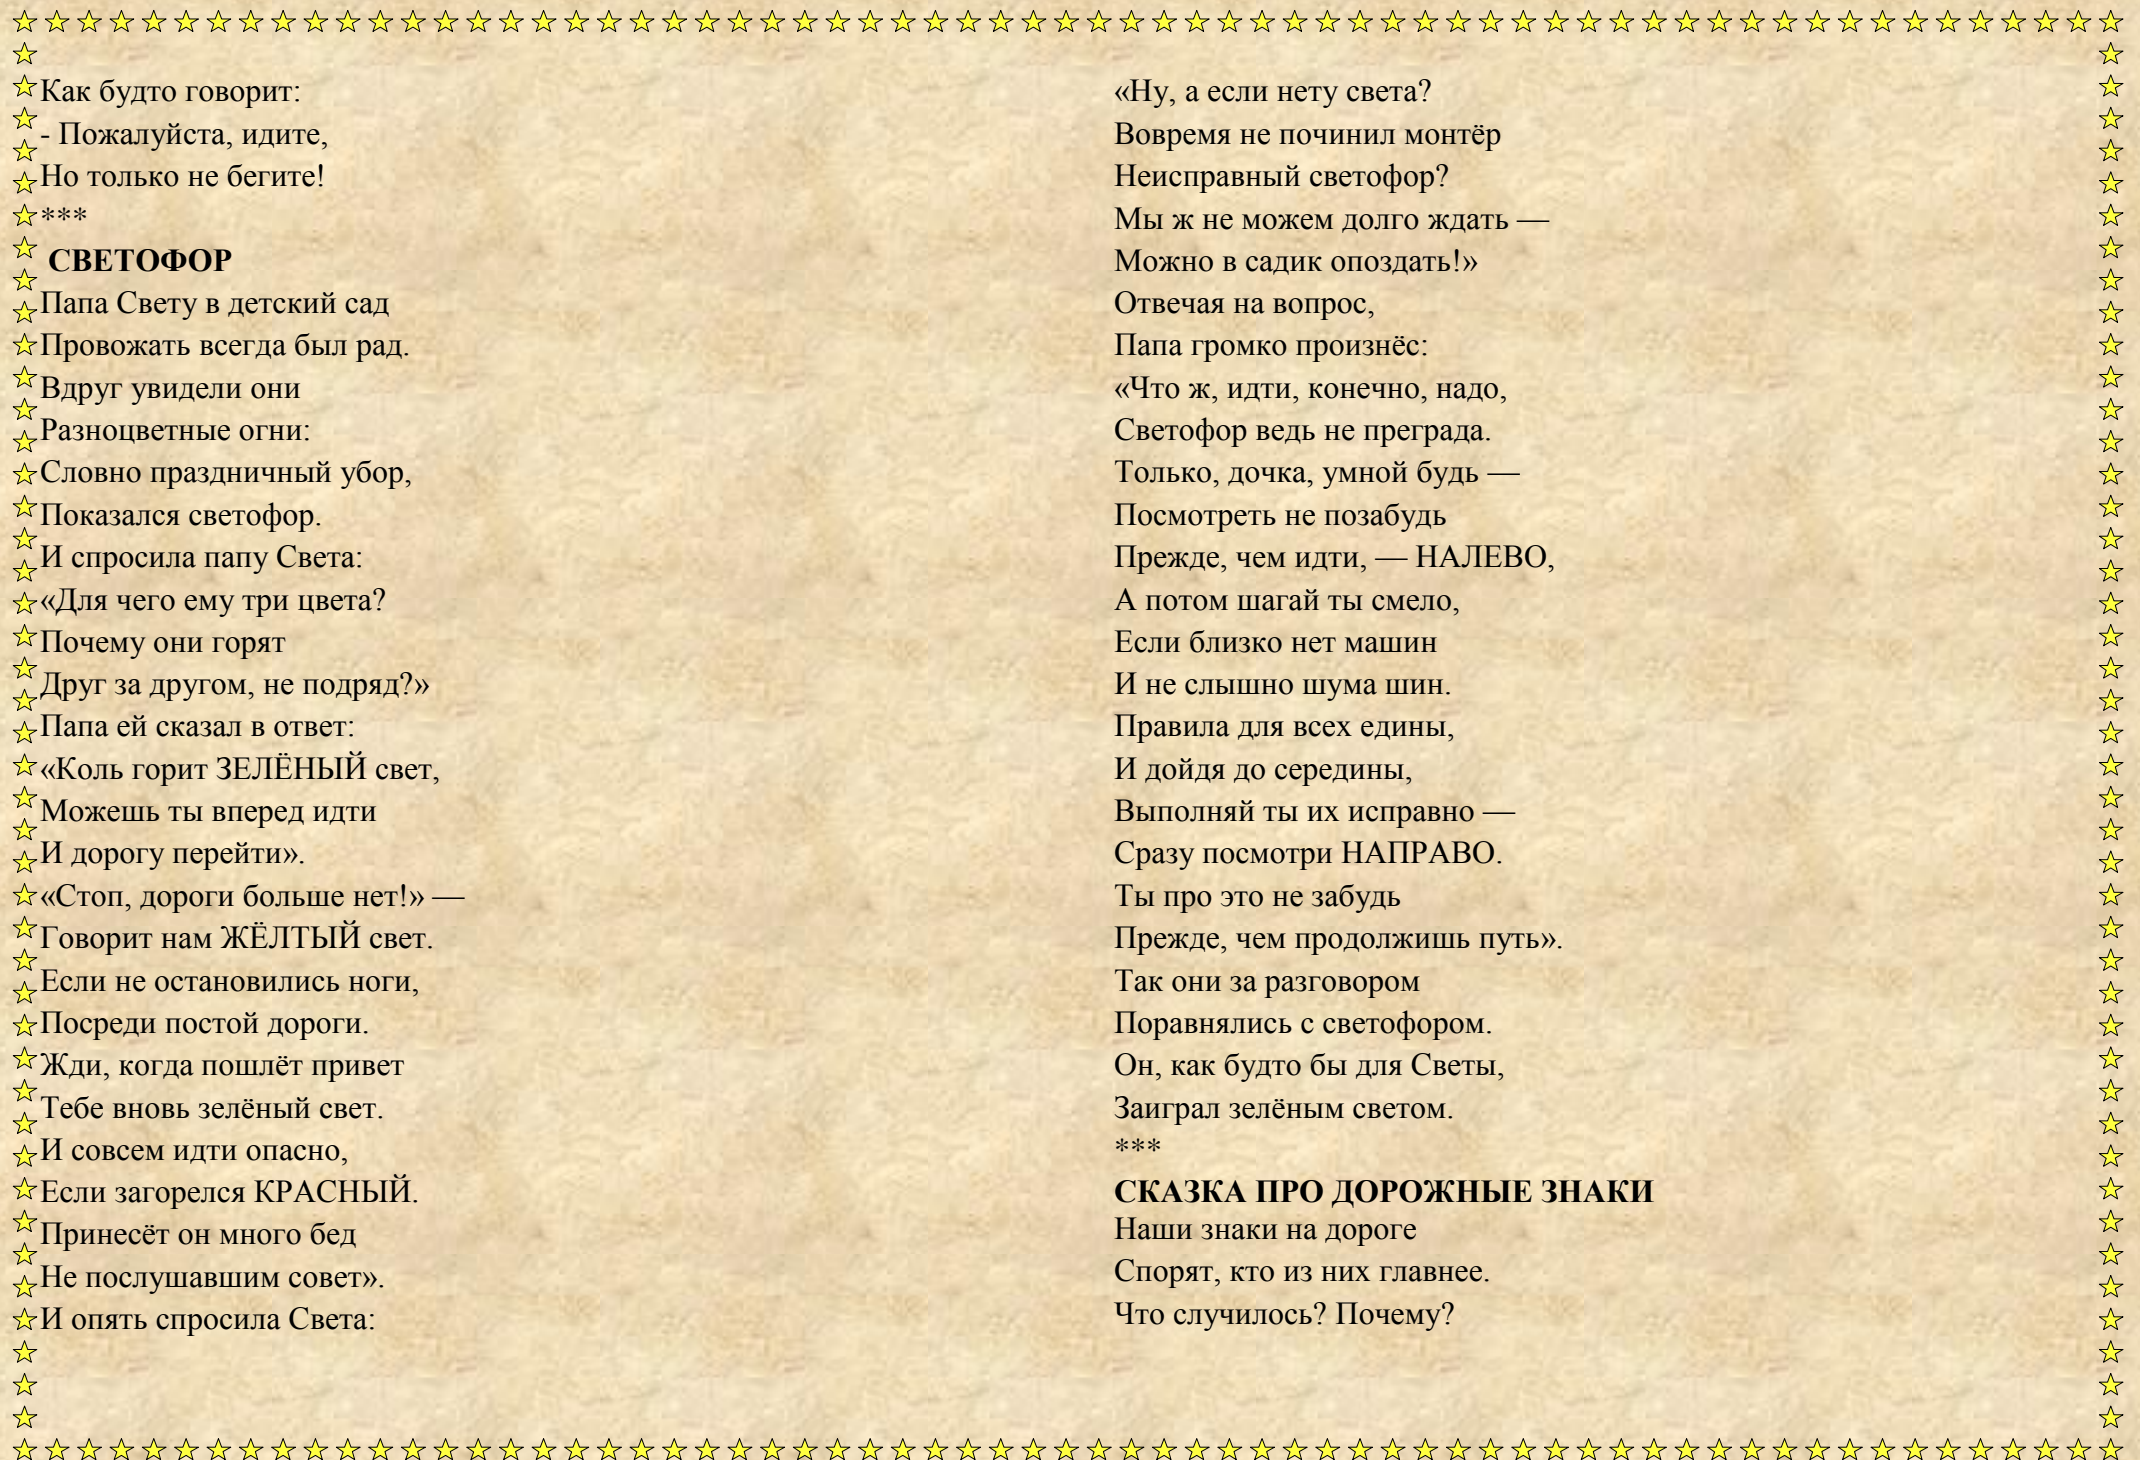 Как будто говорит:
- Пожалуйста, идите,
Но только не бегите!
***
СВЕТОФОР
Папа Свету в детский сад
Провожать всегда был рад.
Вдруг увидели они
Разноцветные огни:
Словно праздничный убор,
Показался светофор.
И спросила папу Света:
«Для чего ему три цвета?
Почему они горят
Друг за другом, не подряд?»
Папа ей сказал в ответ:
«Коль горит ЗЕЛЁНЫЙ свет,
Можешь ты вперед идти
И дорогу перейти».
«Стоп, дороги больше нет!» —
Говорит нам ЖЁЛТЫЙ свет.
Если не остановились ноги,
Посреди постой дороги.
Жди, когда пошлёт привет
Тебе вновь зелёный свет.
И совсем идти опасно,
Если загорелся КРАСНЫЙ.
Принесёт он много бед
Не послушавшим совет».
И опять спросила Света:
«Ну, а если нету света?
Вовремя не починил монтёр
Неисправный светофор?
Мы ж не можем долго ждать —
Можно в садик опоздать!»
Отвечая на вопрос,
Папа громко произнёс:
«Что ж, идти, конечно, надо,
Светофор ведь не преграда.
Только, дочка, умной будь —
Посмотреть не позабудь
Прежде, чем идти, — НАЛЕВО,
А потом шагай ты смело,
Если близко нет машин
И не слышно шума шин.
Правила для всех едины,
И дойдя до середины,
Выполняй ты их исправно —
Сразу посмотри НАПРАВО.
Ты про это не забудь
Прежде, чем продолжишь путь».
Так они за разговором
Поравнялись с светофором.
Он, как будто бы для Светы,
Заиграл зелёным светом.
***
СКАЗКА ПРО ДОРОЖНЫЕ ЗНАКИ
Наши знаки на дороге
Спорят, кто из них главнее.
Что случилось? Почему?